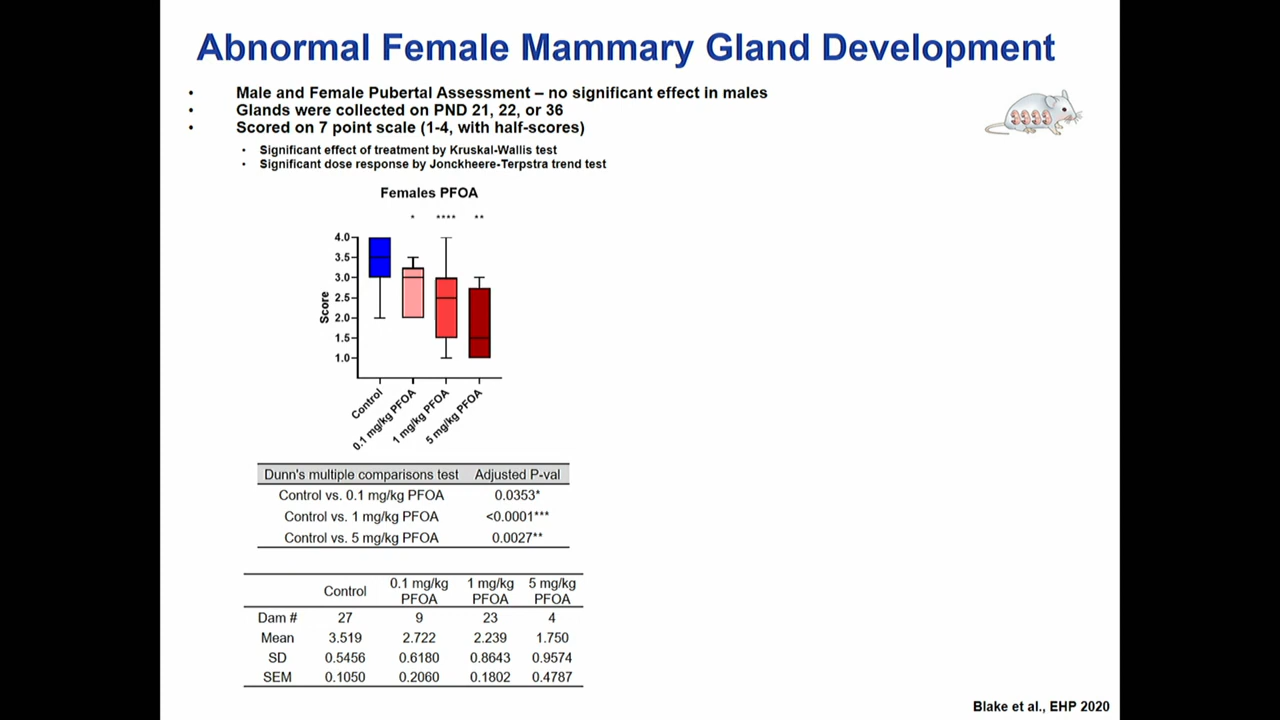 Abnormal Female Mammary Gland Development
• Male and Female Pubertal Assessment – no significant effect in males
• Glands were collected on PND 21, 22, or 36
• Scored on 7 point scale (1-4, with half-scores)
• Significant effect of treatment by Kruskal-Wallis test
• Significant dose response by Jonckheere-Terpstra trend test
Females PFOA
* **** **
4.0
3.5
3.0
2.5
2.0
1.5
1.0
Score
Control
0.1 mg/kg PFOA
1 mg/kg PFOA
5 mg/kg PFOA
Dunn's multiple comparisons test Adjusted P-val
Control vs. 0.1 mg/kg PFOA 0.0353*
Control vs. 1 mg/kg PFOA <0.0001***
Control vs. 5 mg/kg PFOA 0.0027**
Control 0.1 mg/kg PFOA 1 mg/kg PFOA 5 mg/kg PFOA
Dam # 27 9 23 4
Mean 3.519 2.722 2.239 1.750
SD 0.5456 0.6180 0.8643 0.9574
SEM 0.1050 0.2060 0.1802 0.4787
Blake et al., EHP 2020